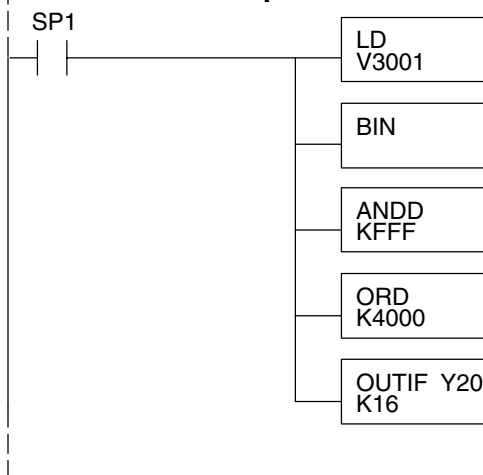 SP1
LD
V3001
BIN
ANDD
KFFF
ORD
K4000
OUTIF Y20
K16